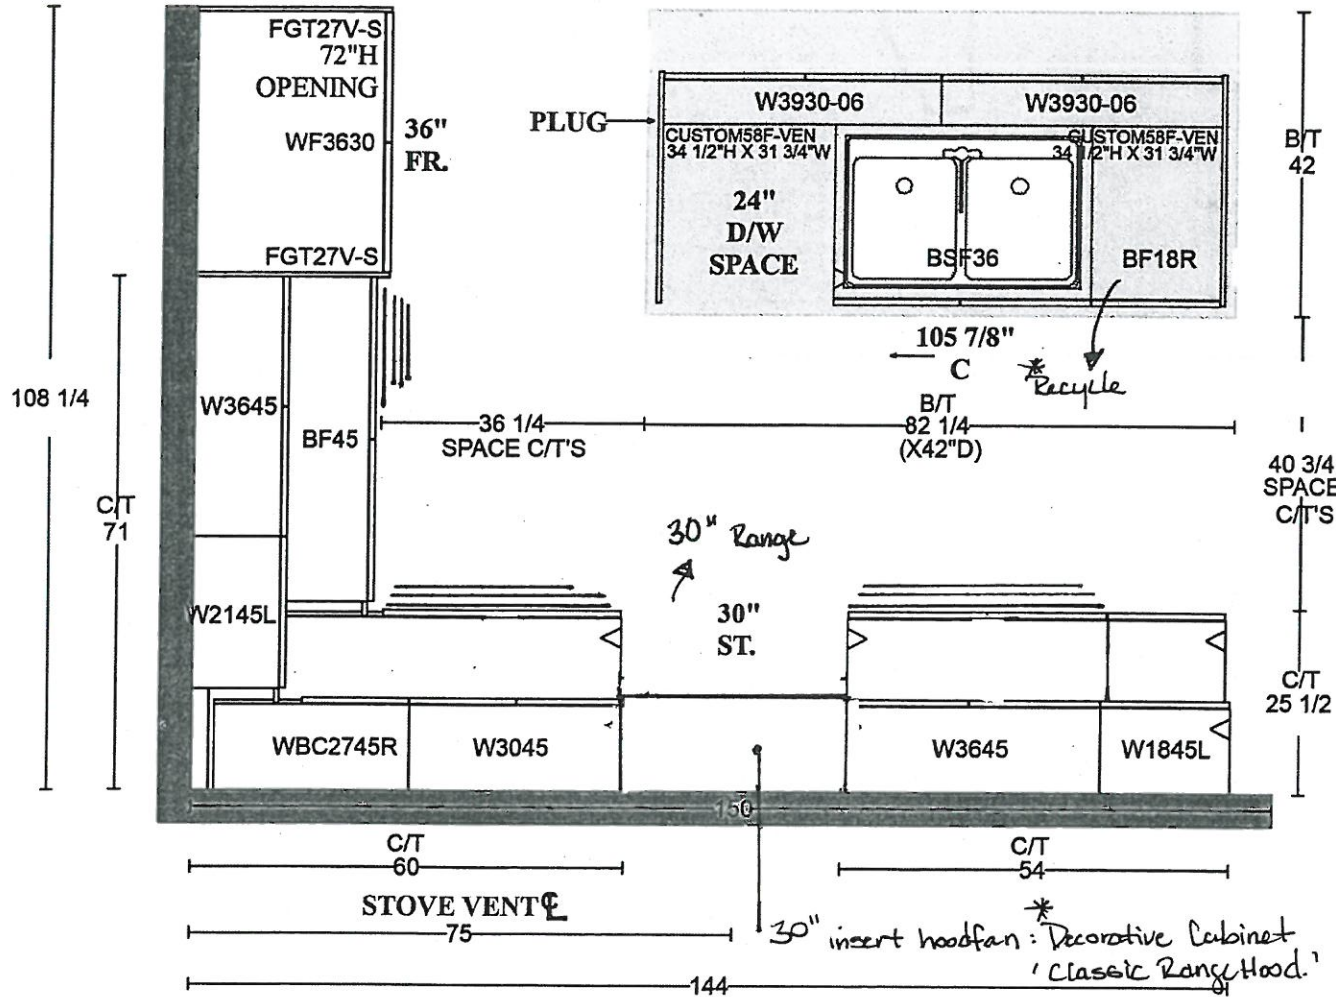 FGT27V-S
72"H
OPENING
WF3630
36"
FR.
FGT27V-S
PLUG
W3930-06
W3930-06
CUSTOM58F-VEN
34 1/2"H X 31 3/4"W
CUSTOM58F-VEN
34 1/2"H X 31 3/4"W
24"
D/W
SPACE
BSF36
BF18R
B/T
42
105 7/8"
C
* Recycle
B/T
82 1/4
(X42"D)
36 1/4
SPACE C/T'S
108 1/4
C/T
71
W3645
BF45
W2145L
40 3/4
SPACE
C/T'S
30" Range
30"
ST.
C/T
25 1/2
WBC2745R
W3045
W3645
W1845L
150
C/T
60
C/T
54
STOVE VENT ℄
75
*
30" insert hoodfan : Decorative Cabinet
'Classic RangeHood.'
144